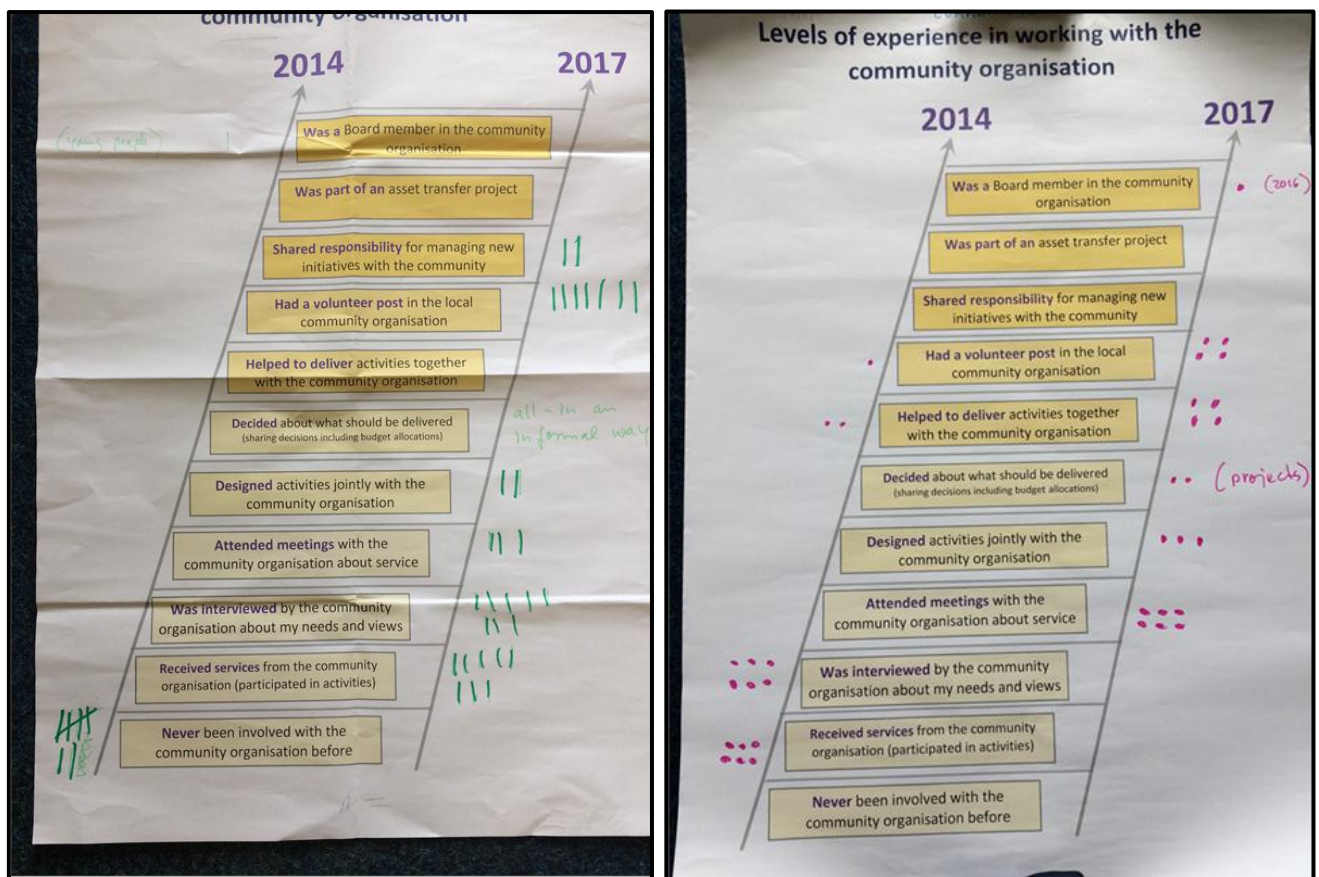 community organisation
2014
2017
(young people)
Was a Board member in the community
organisation
Was part of an asset transfer project
Shared responsibility for managing new
initiatives with the community
Had a volunteer post in the local
community organisation
Helped to deliver activities together
with the community organisation
Decided about what should be delivered
(sharing decisions including budget allocations)
all - in an
informal way
Designed activities jointly with the
community organisation
Attended meetings with the
community organisation about service
Was interviewed by the community
organisation about my needs and views
Received services from the community
organisation (participated in activities)
Never been involved with the
community organisation before
Levels of experience in working with the
community organisation
2014
2017
Was a Board member in the community
organisation
(2016)
Was part of an asset transfer project
Shared responsibility for managing new
initiatives with the community
Had a volunteer post in the local
community organisation
Helped to deliver activities together
with the community organisation
Decided about what should be delivered
(sharing decisions including budget allocations)
(projects)
Designed activities jointly with the
community organisation
Attended meetings with the
community organisation about service
Was interviewed by the community
organisation about my needs and views
Received services from the community
organisation (participated in activities)
Never been involved with the
community organisation before